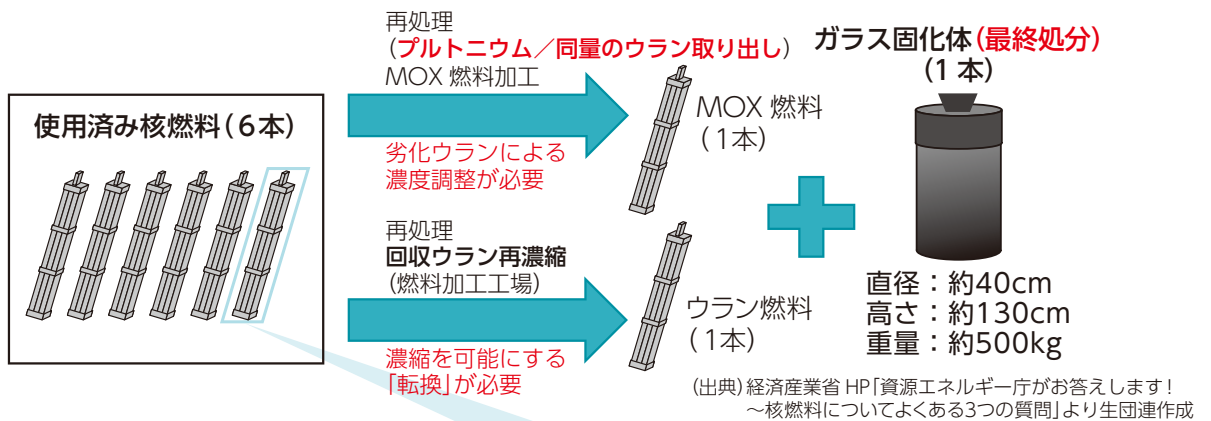 使用済み核燃料（6本）
再処理
（プルトニウム／同量のウラン取り出し）
MOX 燃料加工
劣化ウランによる
濃度調整が必要
MOX 燃料
（1本）
再処理
回収ウラン再濃縮
（燃料加工工場）
濃縮を可能にする
「転換」が必要
ウラン燃料
（1本）
ガラス固化体（最終処分）
（1 本）
直径：約40cm
高さ：約130cm
重量：約500kg
（出典）経済産業省 HP「資源エネルギー庁がお答えします！
～核燃料についてよくある3つの質問」より生団連作成